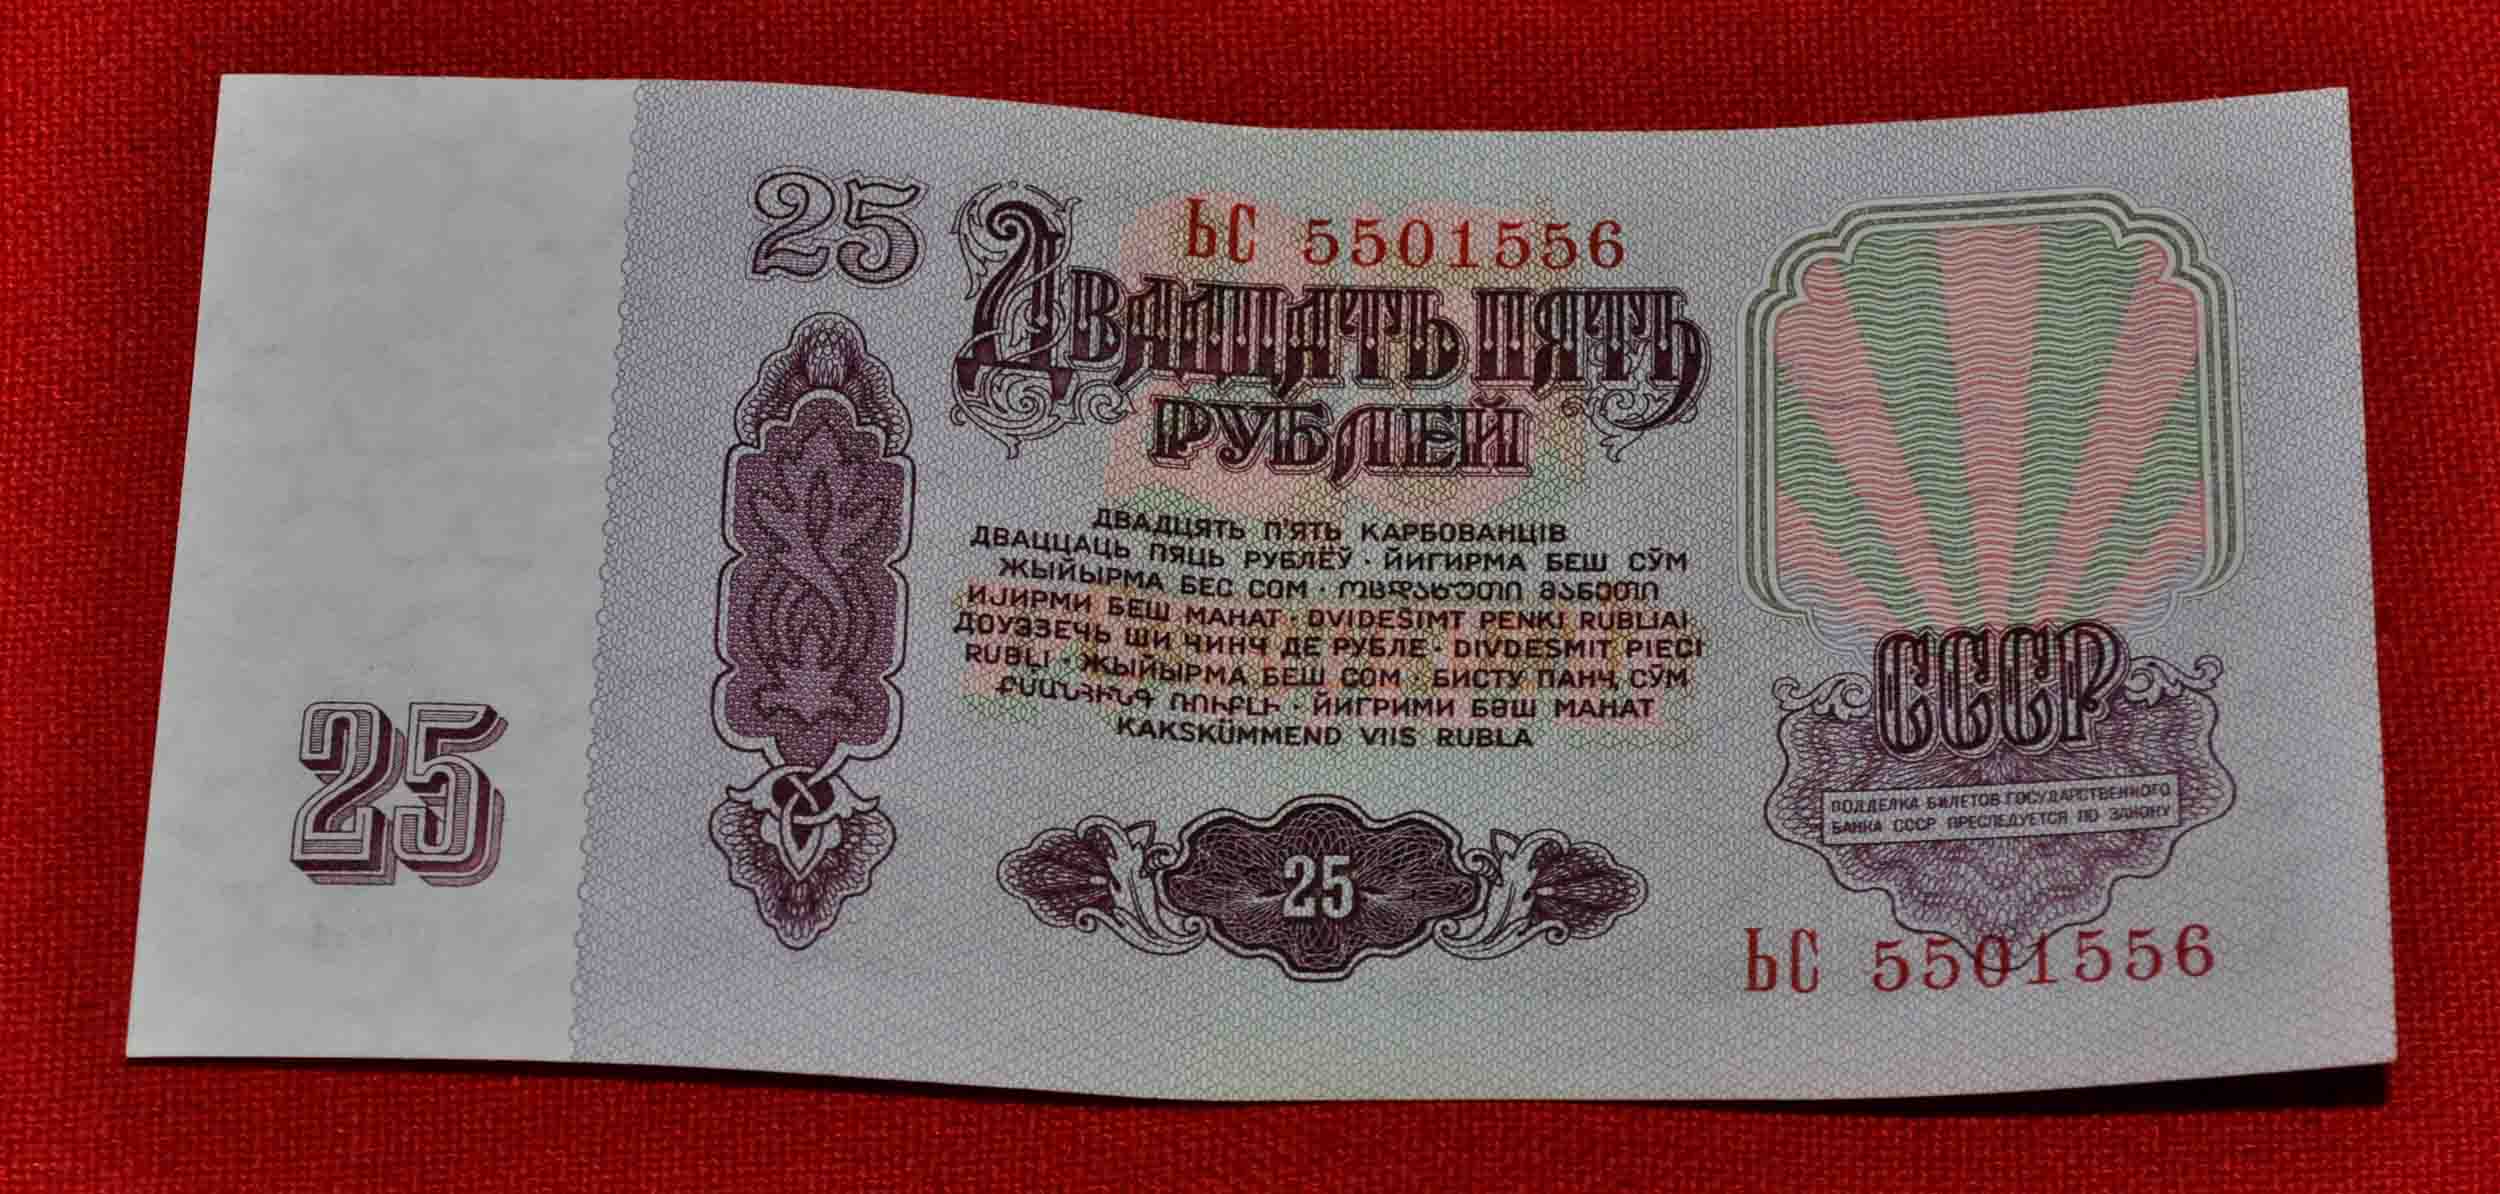 25
ЬС 5501556
Двадцать пять
рублей
ДВАДЦЯТЬ П'ЯТЬ КАРБОВАНЦІВ
ДВАЦЦАЦЬ ПЯЦЬ РУБЛЁЎ · ЙИГИРМА БЕШ СЎМ
ЖЫЙЫРМА БЕС СОМ · ოცდახუთი მანეთი
ИЈИРМИ БЕШ МАНАТ · DVIDEŠIMT PENKI RUBLIAI
ДОУЭЗЕЧЬ ШИ ЧИНЧ ДЕ РУБЛЕ · DIVDESMIT PIECI
RUBĻI · ЖЫЙЫРМА БЕШ СОМ · БИСТУ ПАНҶ СӮМ
ՔՍԱՆՀԻՆԳ ՌՈՒԲԼԻ · ЙИГРИМИ БӘШ МАНАТ
KAKSKÜMMEND VIIS RUBLA
25
25
СССР
ПОДДЕЛКА БИЛЕТОВ ГОСУДАРСТВЕННОГО
БАНКА СССР ПРЕСЛЕДУЕТСЯ ПО ЗАКОНУ
ЬС 5501556